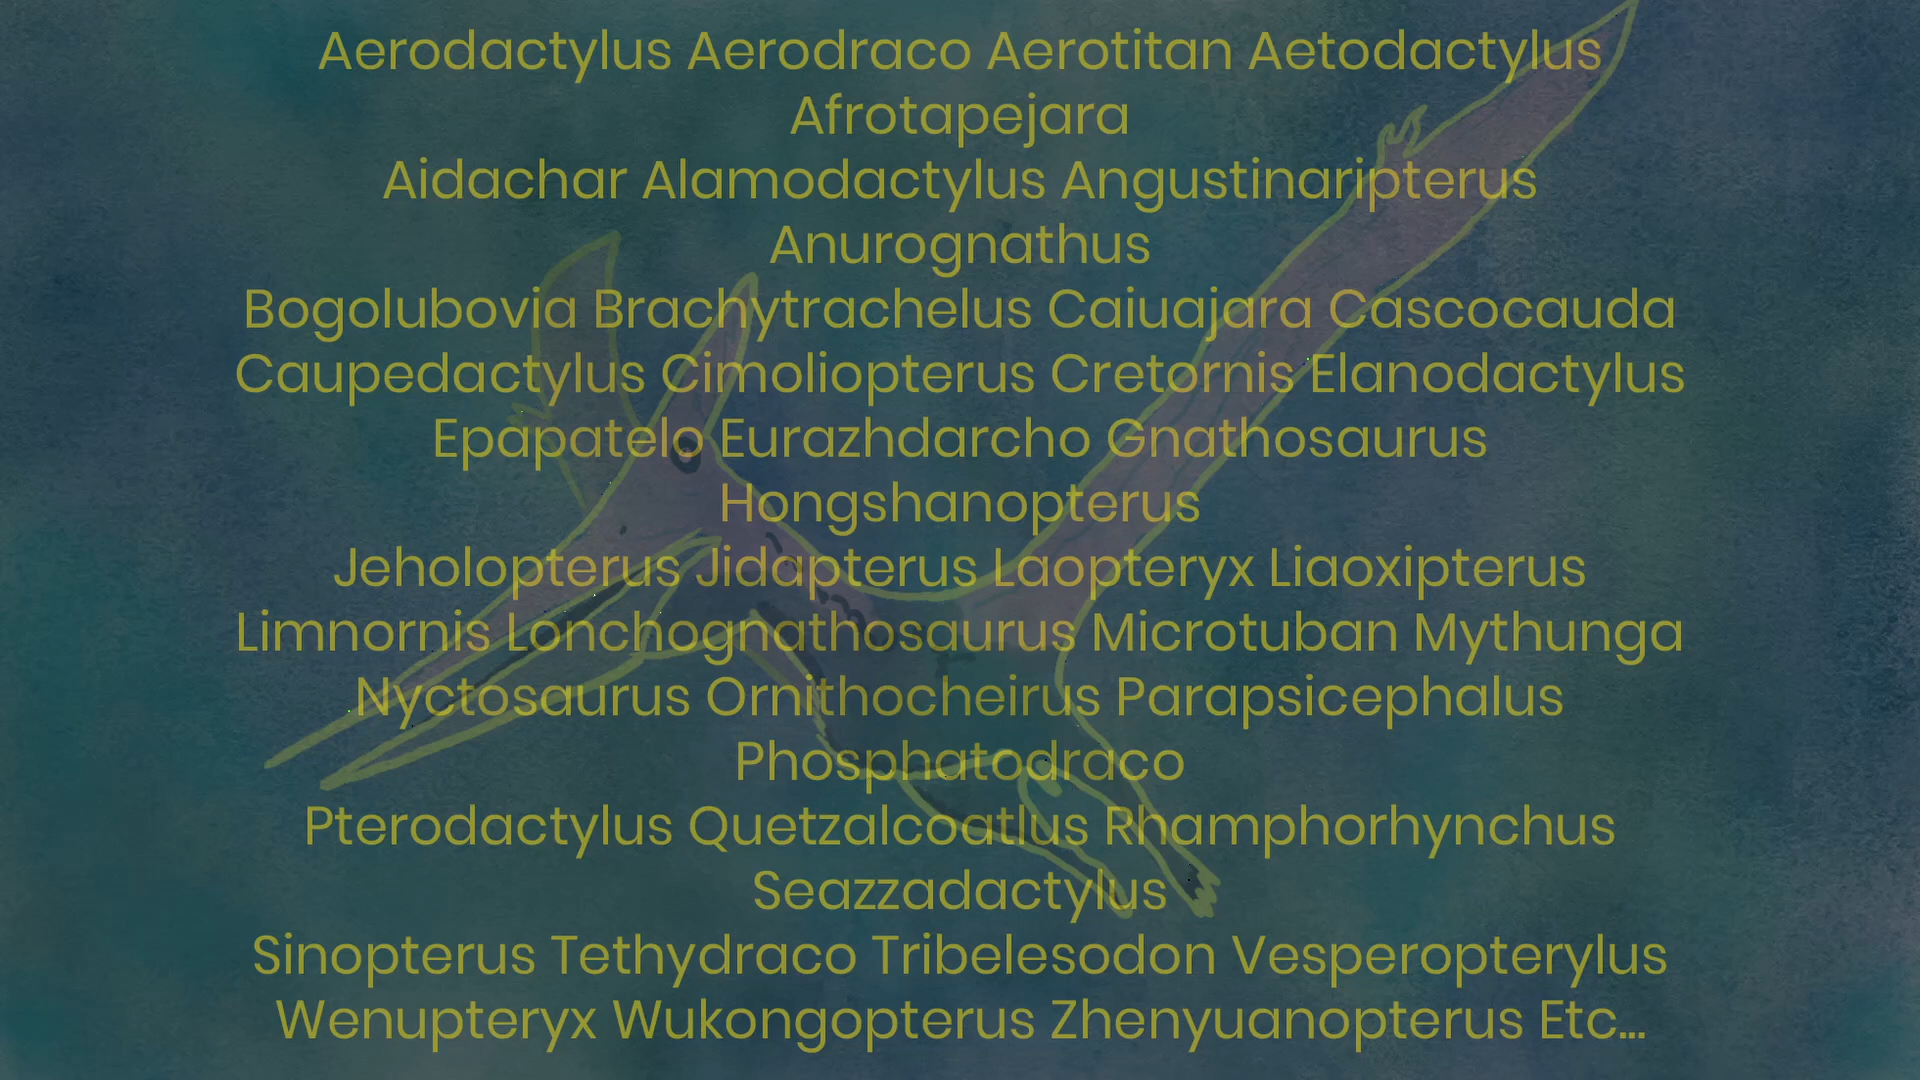 Aerodactylus Aerodraco Aerotitan Aetodactylus
Afrotapejara
Aidachar Alamodactylus Angustinaripterus
Anurognathus
Bogolubovia Brachytrachelus Caiuajara Cascocauda
Caupedactylus Cimoliopterus Cretornis Elanodactylus
Epapatelo Eurazhdarcho Gnathosaurus
Hongshanopterus
Jeholopterus Jidapterus Laopteryx Liaoxipterus
Limnornis Lonchognathosaurus Microtuban Mythunga
Nyctosaurus Ornithocheirus Parapsicephalus
Phosphatodraco
Pterodactylus Quetzalcoatlus Rhamphorhynchus
Seazzadactylus
Sinopterus Tethydraco Tribelesodon Vesperopterylus
Wenupteryx Wukongopterus Zhenyuanopterus Etc...